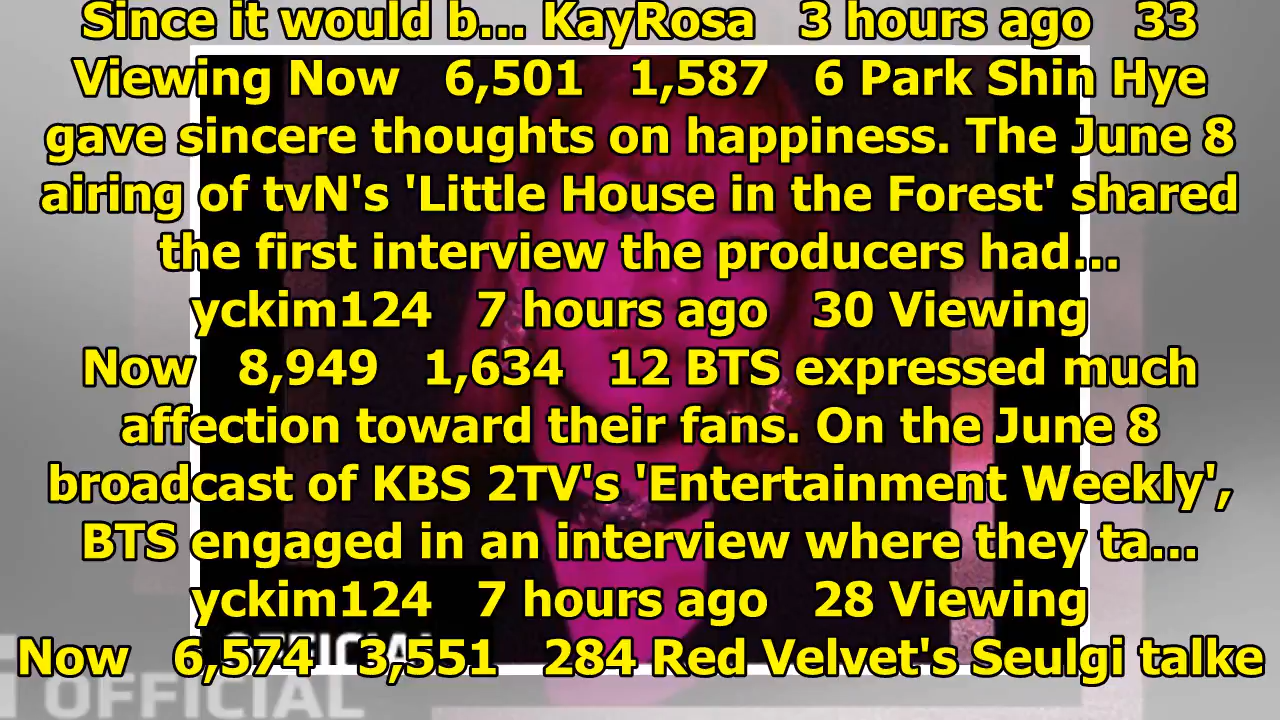 Since it would b... KayRosa 3 hours ago 33
Viewing Now 6,501 1,587 6 Park Shin Hye
gave sincere thoughts on happiness. The June 8
airing of tvN's 'Little House in the Forest' shared
the first interview the producers had...
yckim124 7 hours ago 30 Viewing
Now 8,949 1,634 12 BTS expressed much
affection toward their fans. On the June 8
broadcast of KBS 2TV's 'Entertainment Weekly',
BTS engaged in an interview where they ta...
yckim124 7 hours ago 28 Viewing
Now 6,574 3,551 284 Red Velvet's Seulgi talke
OFFICIAL
OFFICIAL